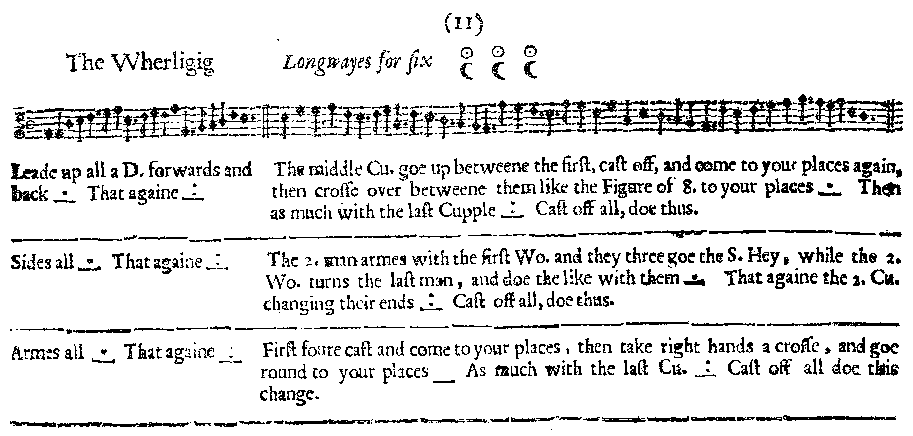 (11)
The Wherligig Longwayes for ſix
Leade up all a D. forwards and
back That againe
The middle Cu. goe up betweene the firſt, caſt off, and come to your places again,
then croſſe over betweene them like the Figure of 8. to your places Then
as much with the laſt Cupple Caſt off all, doe thus.
Sides all That againe
The 2. man armes with the firſt Wo. and they three goe the S. Hey, while the 2.
Wo. turns the laſt man, and doe the like with them That againe the 2. Cu.
changing their ends Caſt off all, doe thus.
Armes all That againe
Firſt foure caſt and come to your places, then take right hands a croſſe, and goe
round to your places As much with the laſt Cu. Caſt off all doe this
change.